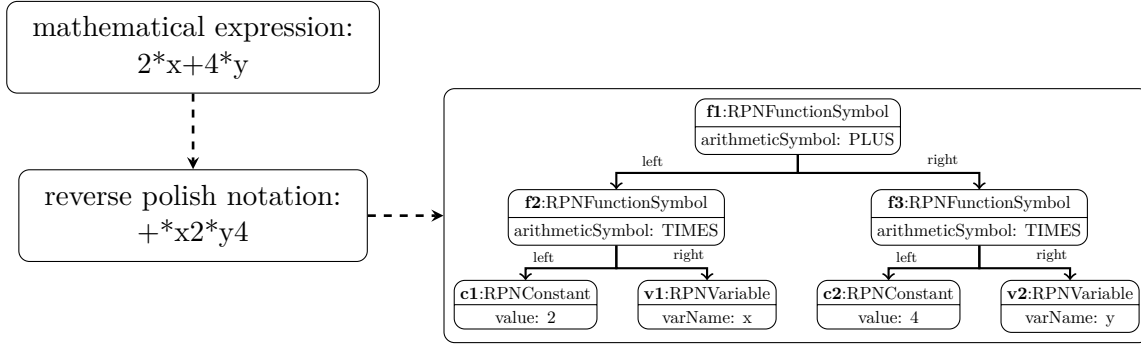 mathematical expression:
2*x+4*y
reverse polish notation:
+*x2*y4
f1:RPNFunctionSymbol
arithmeticSymbol: PLUS
left
right
f2:RPNFunctionSymbol
arithmeticSymbol: TIMES
f3:RPNFunctionSymbol
arithmeticSymbol: TIMES
left
right
left
right
c1:RPNConstant
value: 2
v1:RPNVariable
varName: x
c2:RPNConstant
value: 4
v2:RPNVariable
varName: y